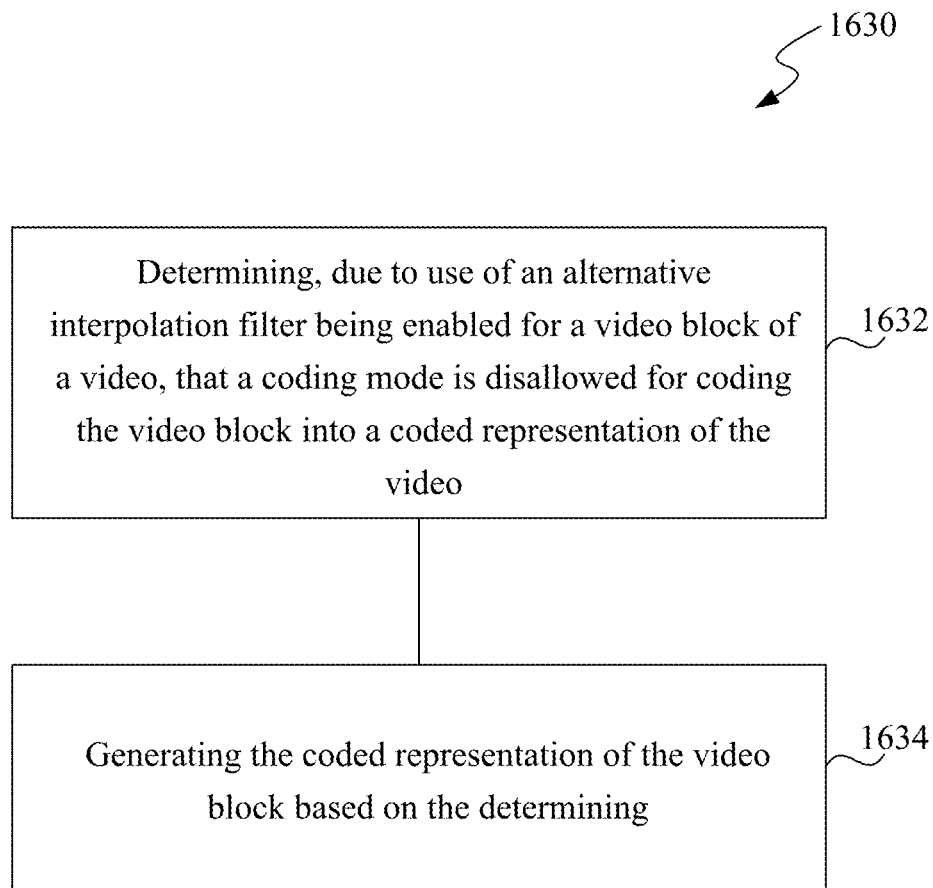 1630
Determining, due to use of an alternative
interpolation filter being enabled for a video block of
a video, that a coding mode is disallowed for coding
the video block into a coded representation of the
video
1632
Generating the coded representation of the video
block based on the determining
1634